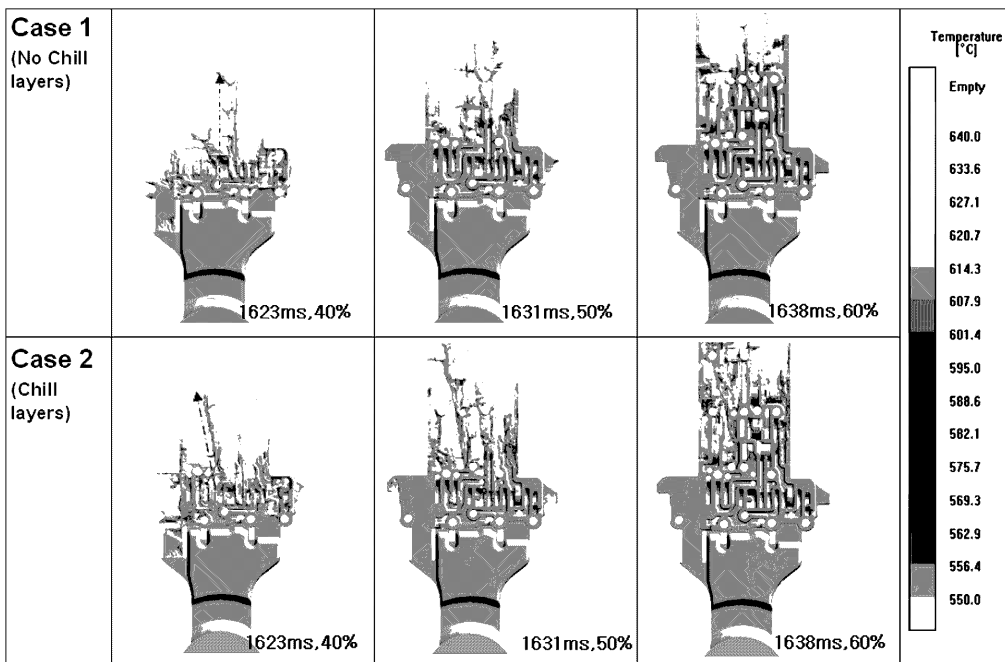 Case 1
(No Chill
layers)
1623ms,40%
1631ms,50%
1638ms,60%
Case 2
(Chill
layers)
1623ms,40%
1631ms,50%
1638ms,60%
Temperature
[°C]
Empty
640.0
633.6
627.1
620.7
614.3
607.9
601.4
595.0
588.6
582.1
575.7
569.3
562.9
556.4
550.0